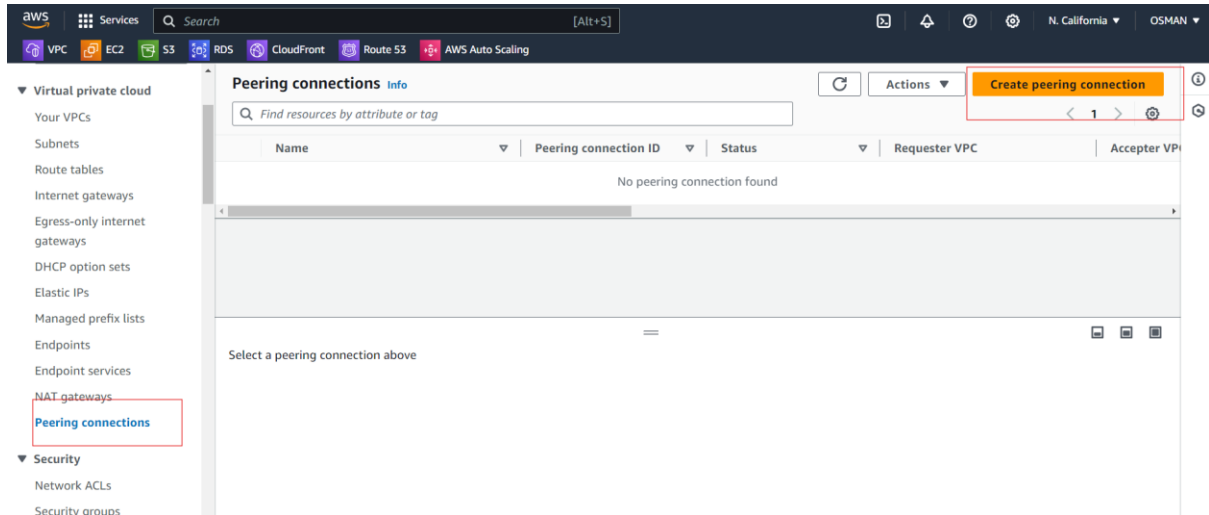 aws Services Search [Alt+S] N. California ▼ OSMAN ▼
VPC EC2 S3 RDS CloudFront Route 53 AWS Auto Scaling
▼ Virtual private cloud
Your VPCs
Subnets
Route tables
Internet gateways
Egress-only internet
gateways
DHCP option sets
Elastic IPs
Managed prefix lists
Endpoints
Endpoint services
NAT gateways
Peering connections
▼ Security
Network ACLs
Security groups
Peering connections Info
Actions ▼ Create peering connection
Find resources by attribute or tag
< 1 >
Name Peering connection ID Status Requester VPC Accepter VP
No peering connection found
Select a peering connection above